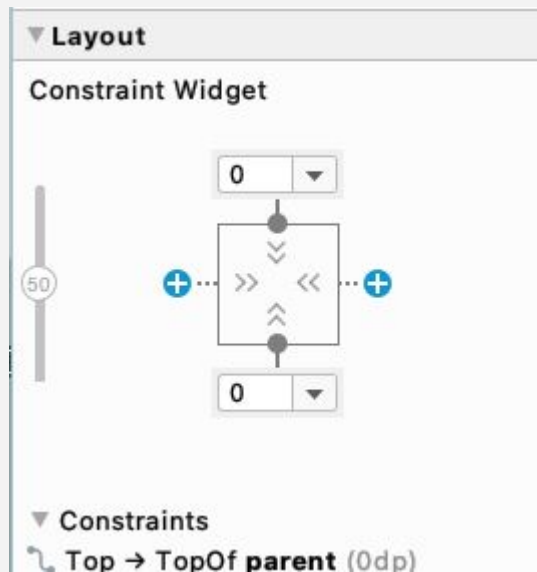 Layout
Constraint Widget
0
50
0
Constraints
Top → TopOf parent (0dp)